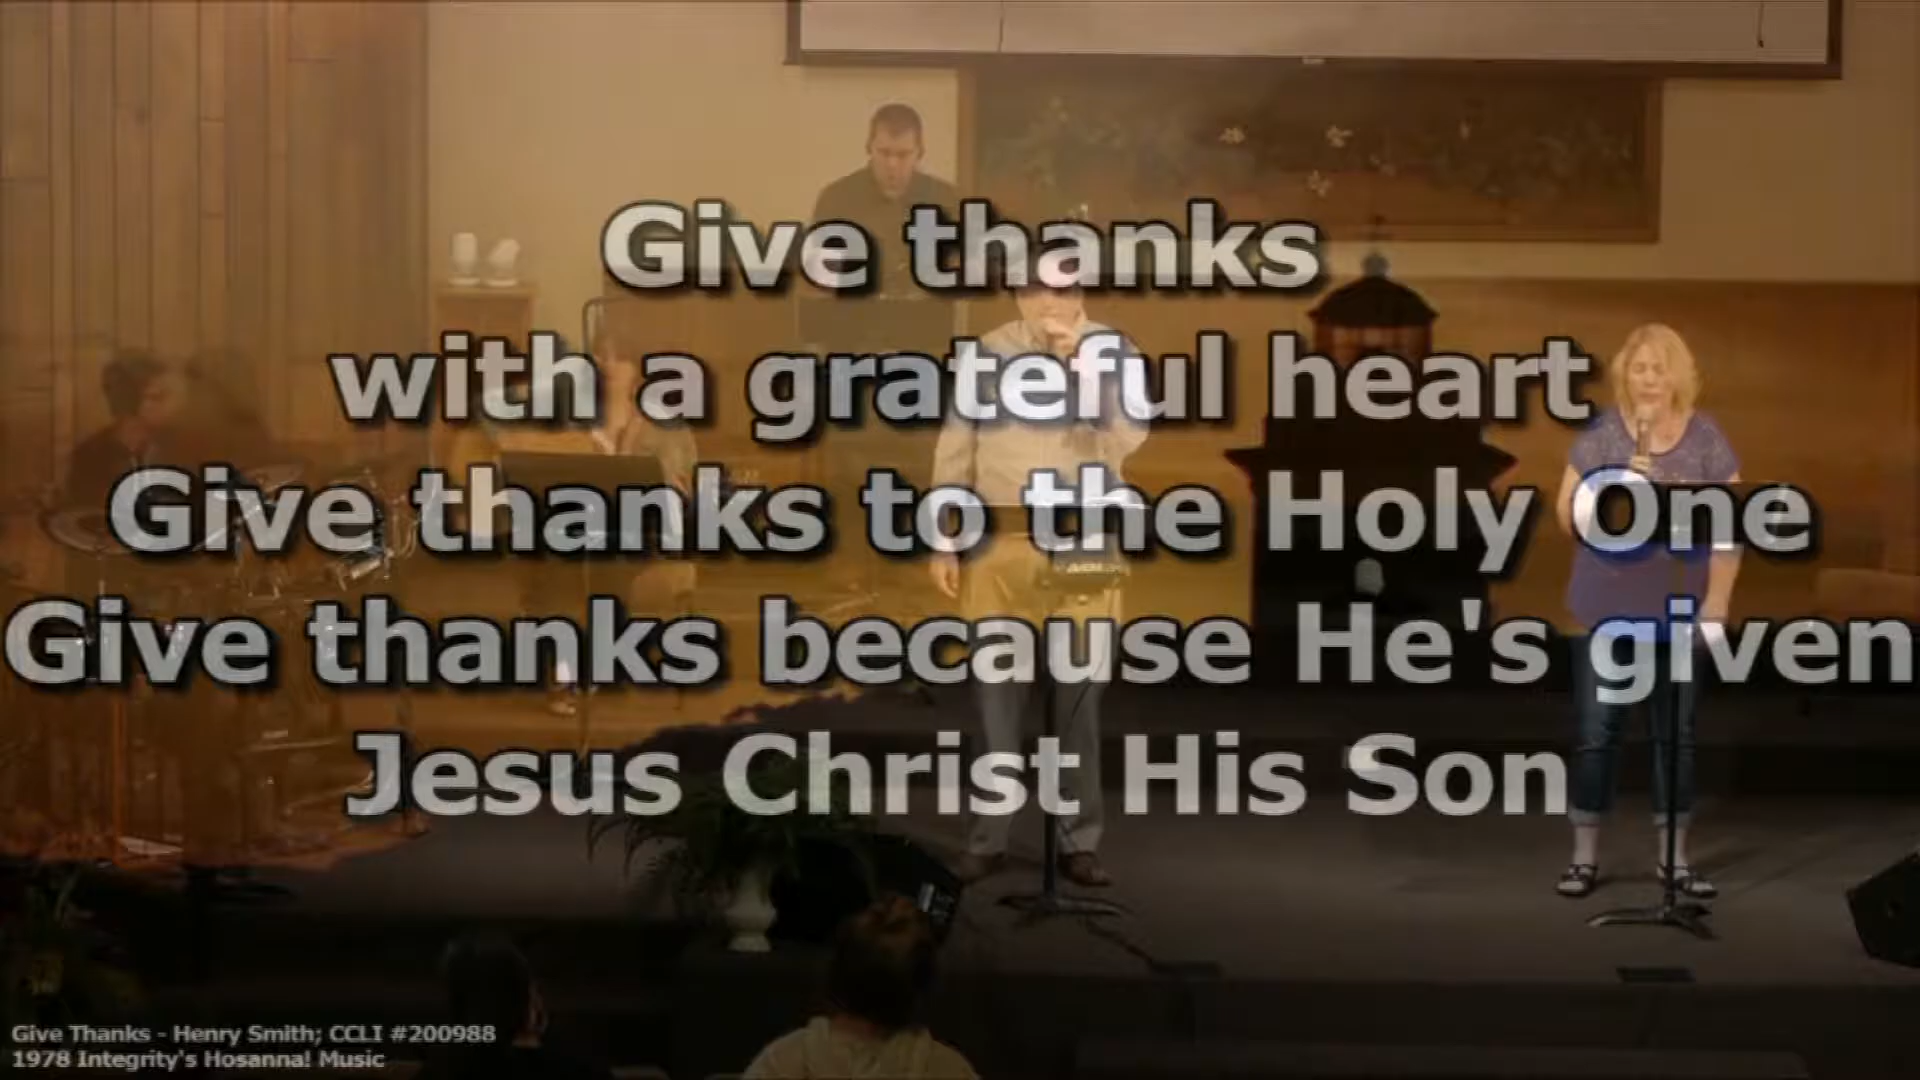 Give thanks
with a grateful heart
Give thanks to the Holy One
Give thanks because He's given
Jesus Christ His Son
Give Thanks - Henry Smith; CCLI #200988
1978 Integrity's Hosanna! Music